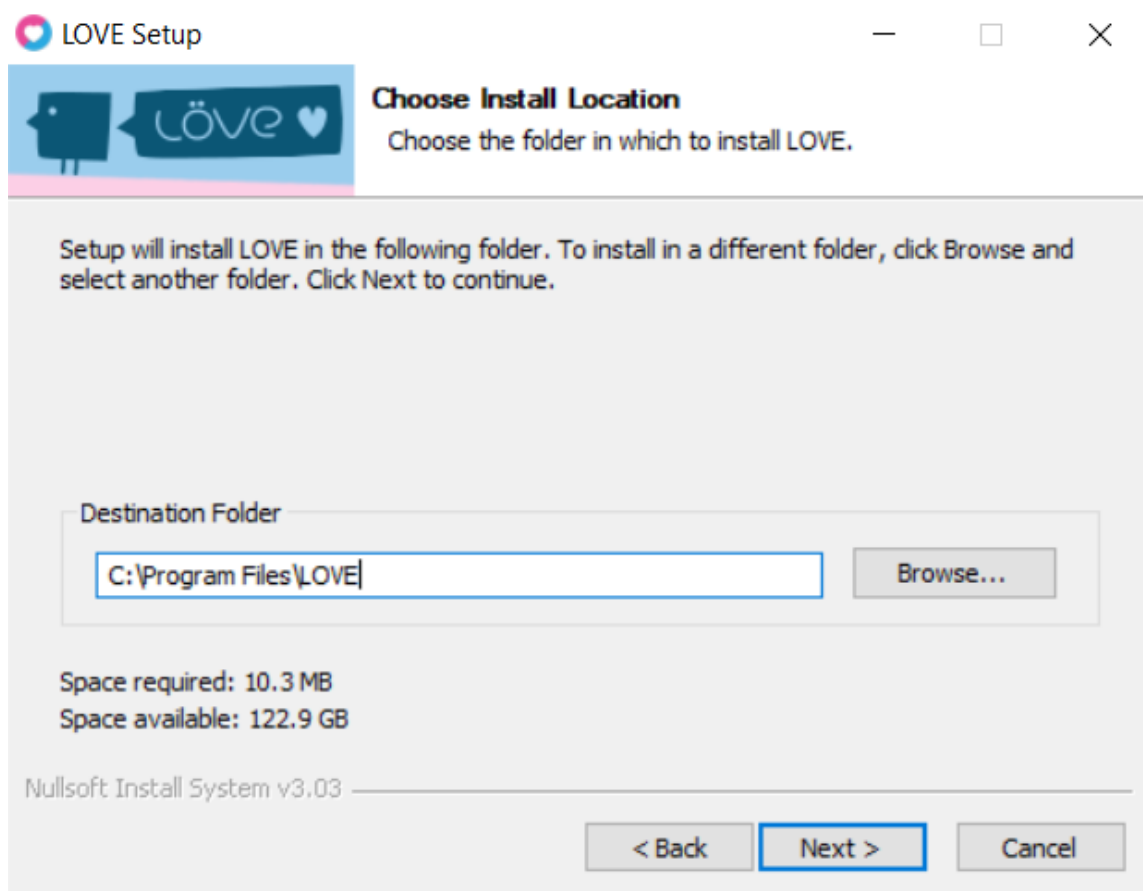 LOVE Setup
LÖVE
Choose Install Location
Choose the folder in which to install LOVE.
Setup will install LOVE in the following folder. To install in a different folder, click Browse and
select another folder. Click Next to continue.
Destination Folder
C:\Program Files\LOVE
Browse...
Space required: 10.3 MB
Space available: 122.9 GB
Nullsoft Install System v3.03
< Back
Next >
Cancel